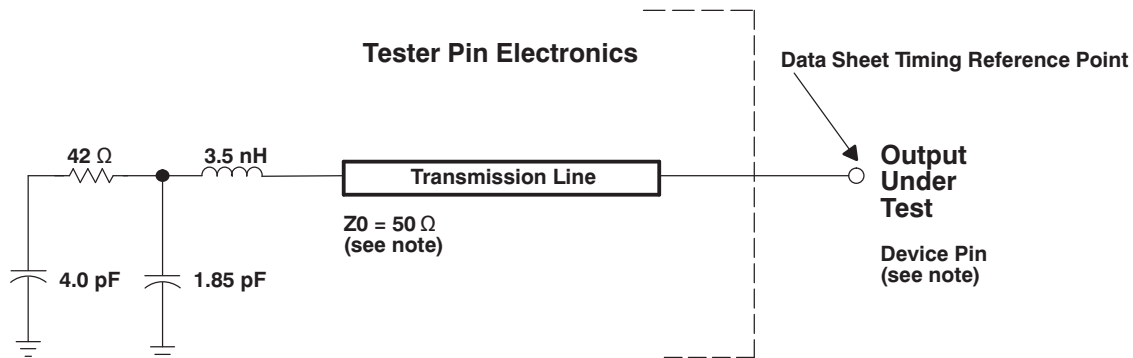 Tester Pin Electronics
Data Sheet Timing Reference Point
42 Ω
3.5 nH
Transmission Line
Output
Under
Test
Z0 = 50 Ω
(see note)
Device Pin
(see note)
4.0 pF
1.85 pF